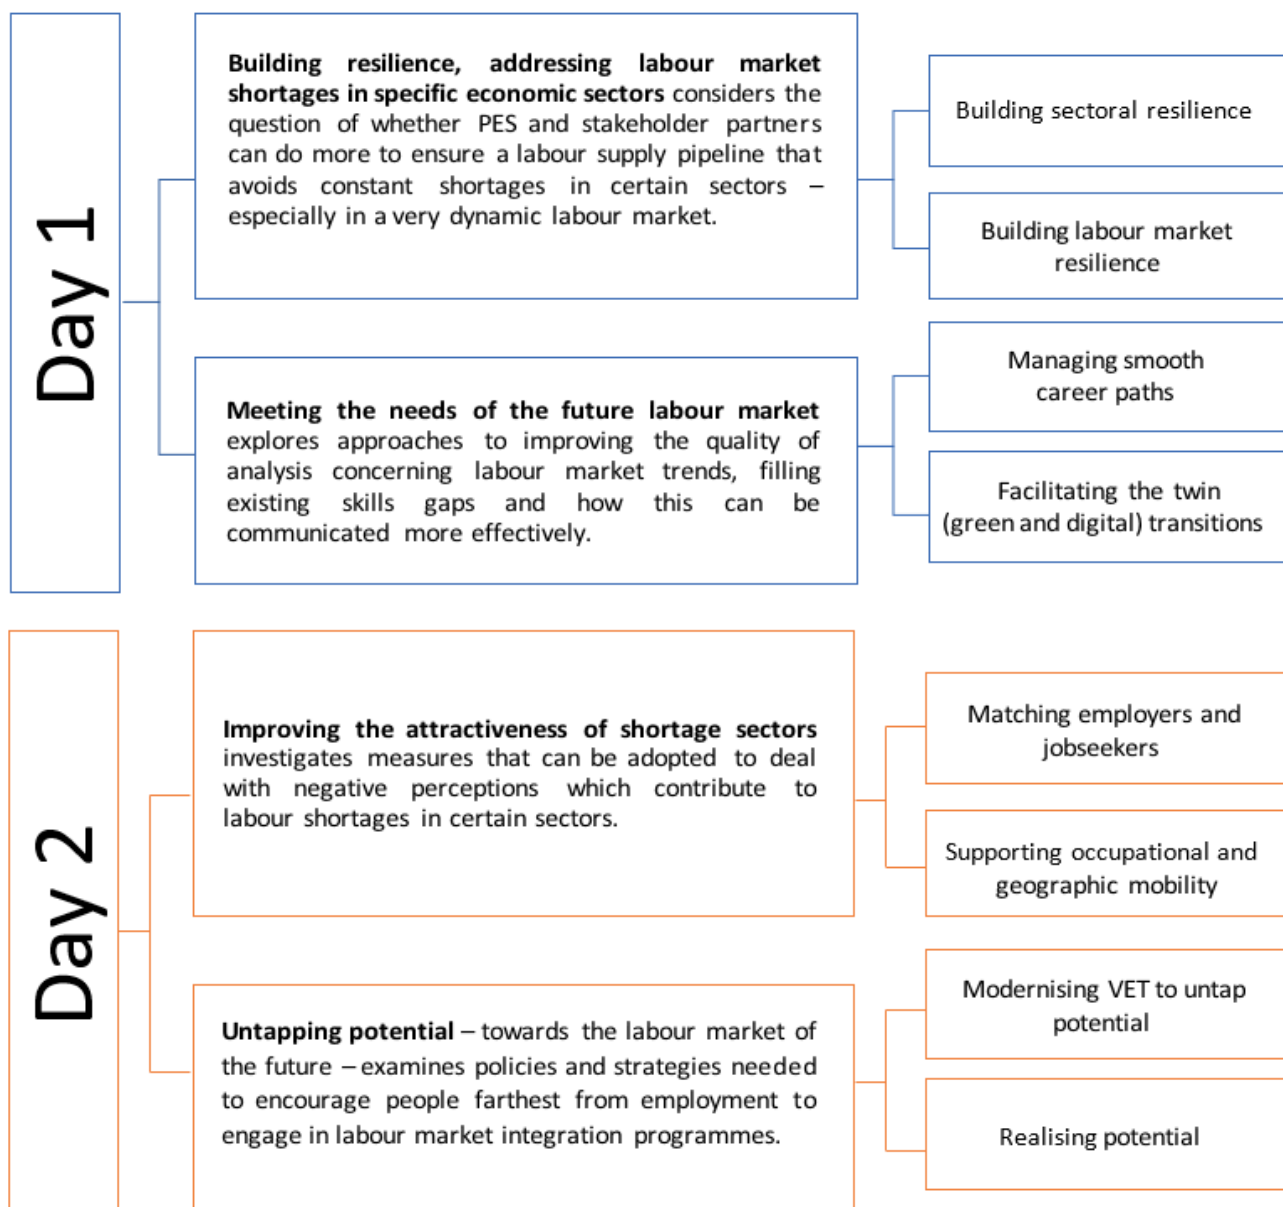 Day 1
Building resilience, addressing labour market
shortages in specific economic sectors considers the
question of whether PES and stakeholder partners
can do more to ensure a labour supply pipeline that
avoids constant shortages in certain sectors –
especially in a very dynamic labour market.
Building sectoral resilience
Building labour market
resilience
Meeting the needs of the future labour market
explores approaches to improving the quality of
analysis concerning labour market trends, filling
existing skills gaps and how this can be
communicated more effectively.
Managing smooth
career paths
Facilitating the twin
(green and digital) transitions
Day 2
Improving the attractiveness of shortage sectors
investigates measures that can be adopted to deal
with negative perceptions which contribute to
labour shortages in certain sectors.
Matching employers and
jobseekers
Supporting occupational and
geographic mobility
Untapping potential – towards the labour market of
the future – examines policies and strategies needed
to encourage people farthest from employment to
engage in labour market integration programmes.
Modernising VET to untap
potential
Realising potential